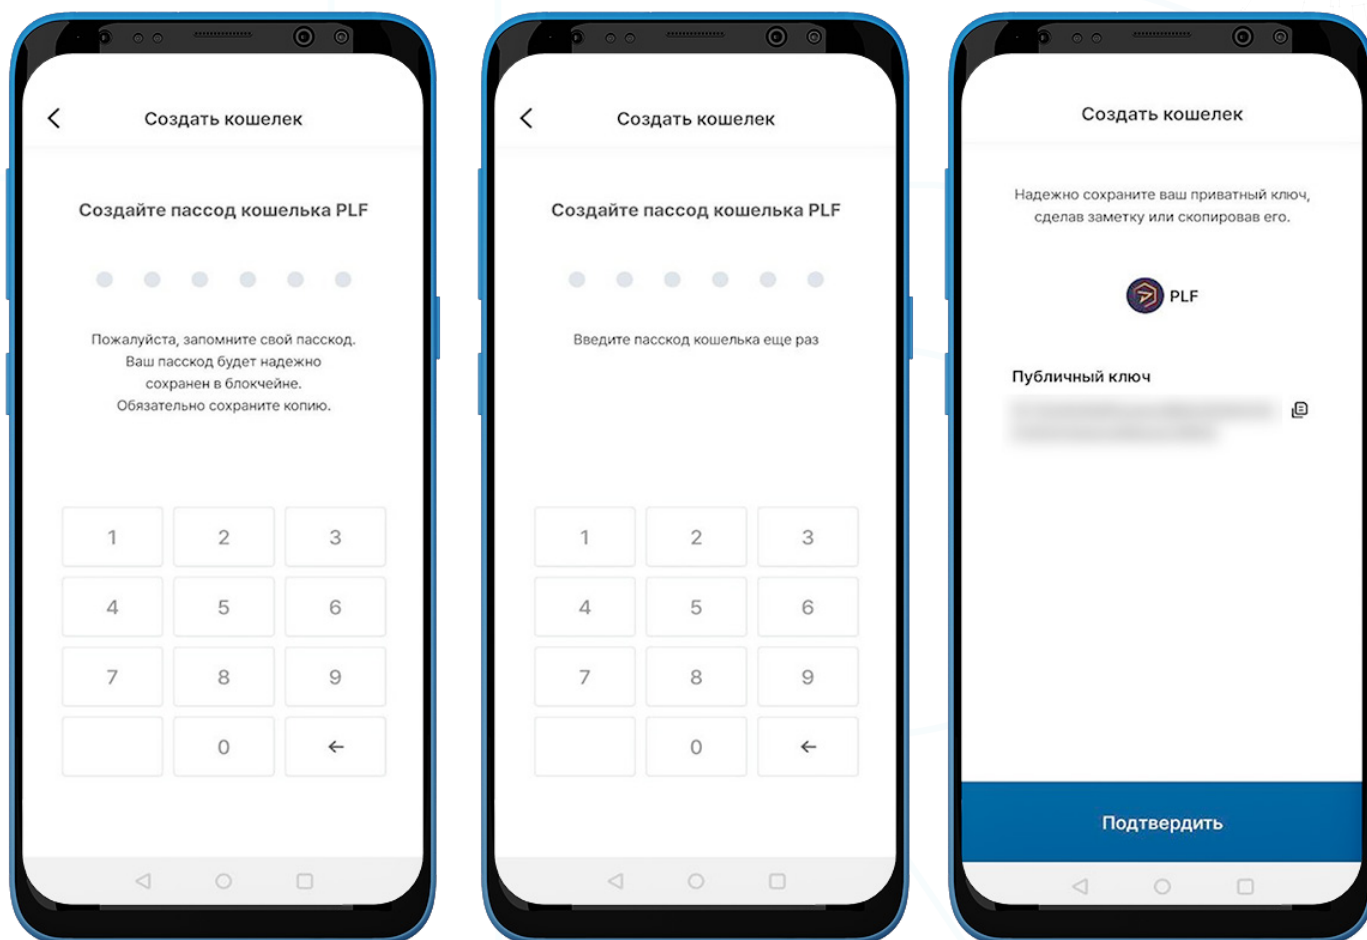 Создать кошелек
Создайте пассод кошелька PLF
Пожалуйста, запомните свой пасскод.
Ваш пасскод будет надежно
сохранен в блокчейне.
Обязательно сохраните копию.
1 2 3
4 5 6
7 8 9
0
Создать кошелек
Создайте пассод кошелька PLF
Введите пасскод кошелька еще раз
1 2 3
4 5 6
7 8 9
0
Создать кошелек
Надежно сохраните ваш приватный ключ,
сделав заметку или скопировав его.
PLF
Публичный ключ
Подтвердить